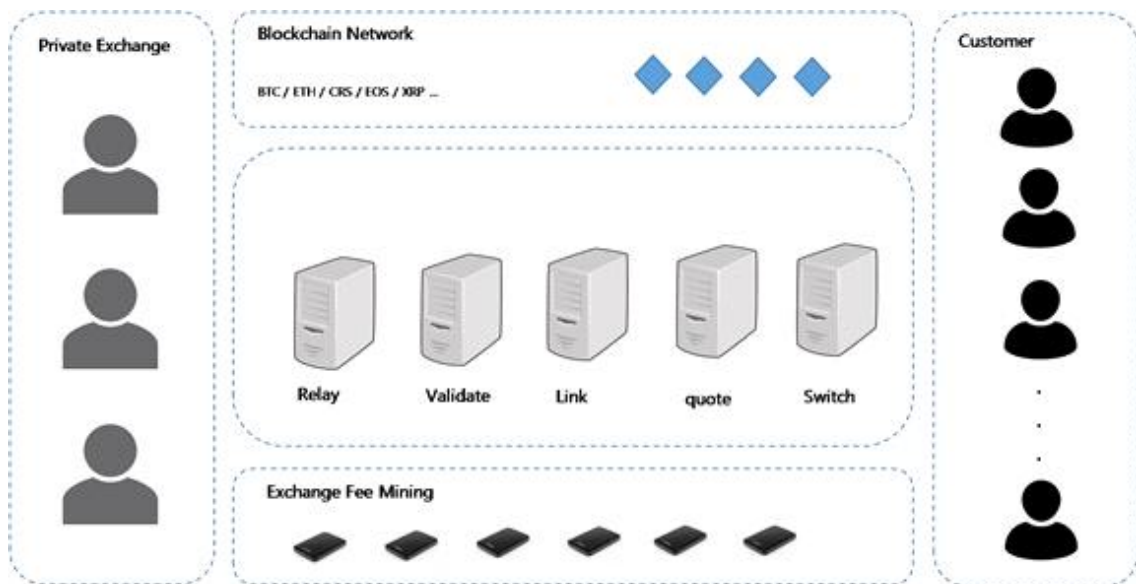 Private Exchange
Blockchain Network
BTC / ETH / CRS / EOS / XRP ...
Customer
Relay
Validate
Link
quote
Switch
Exchange Fee Mining